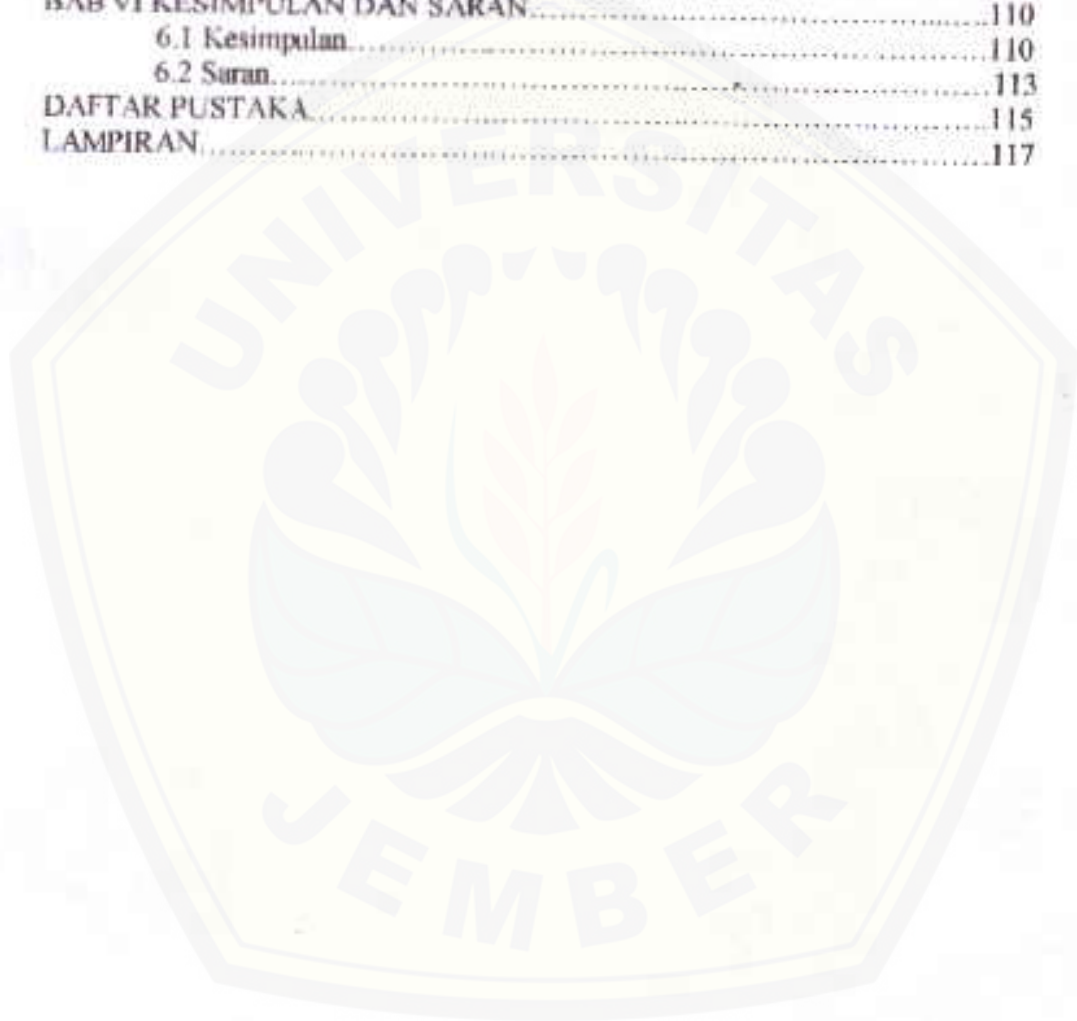 BAB VI KESIMPULAN DAN SARAN..........110
6.1 Kesimpulan..........110
6.2 Saran..........113
DAFTAR PUSTAKA..........115
LAMPIRAN..........117
UNIVERSITAS
JEMBER